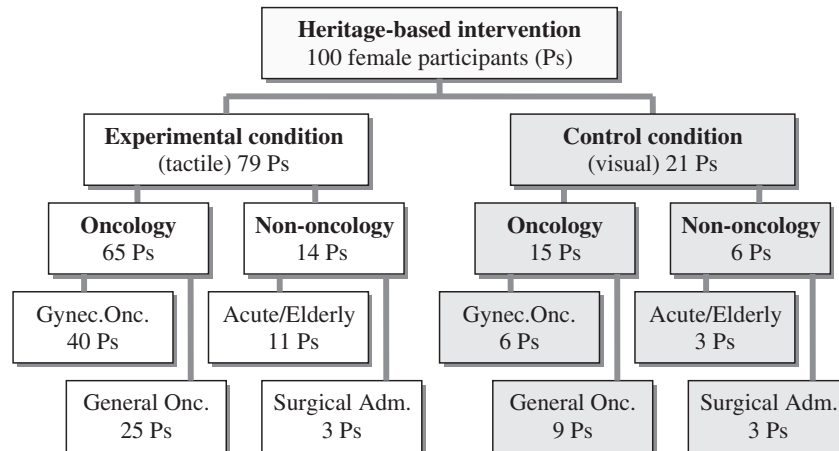 Heritage-based intervention
100 female participants (Ps)
Experimental condition
(tactile) 79 Ps
Control condition
(visual) 21 Ps
Oncology
65 Ps
Non-oncology
14 Ps
Oncology
15 Ps
Non-oncology
6 Ps
Gynec.Onc.
40 Ps
Acute/Elderly
11 Ps
Gynec.Onc.
6 Ps
Acute/Elderly
3 Ps
General Onc.
25 Ps
Surgical Adm.
3 Ps
General Onc.
9 Ps
Surgical Adm.
3 Ps